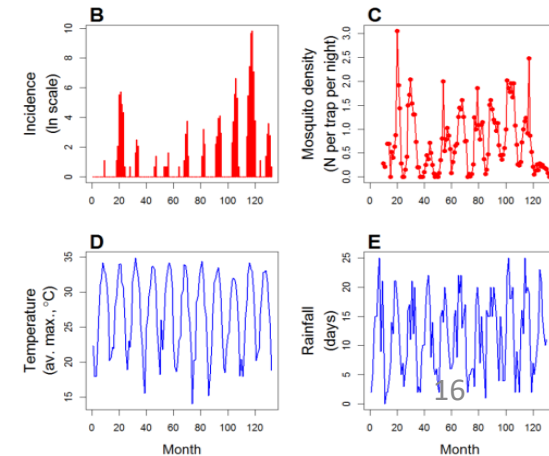 B
Incidence
(ln scale)
0 2 4 6 8 10
0 20 40 60 80 100 120
C
Mosquito density
(N per trap per night)
0.0 0.5 1.0 1.5 2.0 2.5 3.0
0 20 40 60 80 100 120
D
Temperature
(av. max., °C)
15 20 25 30 35
0 20 40 60 80 100 120
Month
E
Rainfall
(days)
0 5 10 15 20 25
0 20 40 60 80 100 120
Month
16